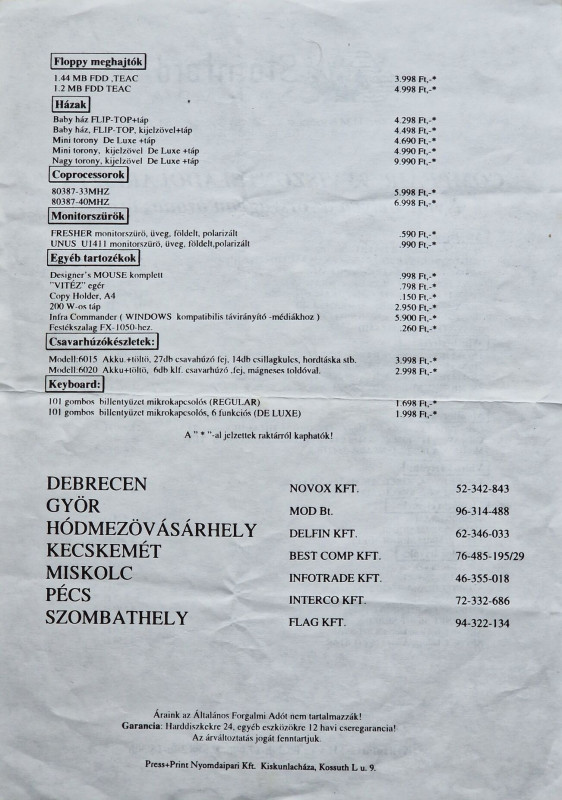 Floppy meghajtók
1.44 MB FDD ,TEAC 3.998 Ft,-*
1.2 MB FDD TEAC 4.998 Ft,-*
Házak
Baby ház FLIP-TOP+táp 4.298 Ft,-*
Baby ház, FLIP-TOP, kijelzövel+táp 4.498 Ft,-*
Mini torony De Luxe +táp 4.690 Ft,-*
Mini torony, kijelzövel De Luxe +táp 4.990 Ft,-*
Nagy torony, kijelzövel De Luxe +táp 9.990 Ft,-*
Coprocessorok
80387-33MHZ 5.998 Ft,-*
80387-40MHZ 6.998 Ft,-*
Monitorszürök
FRESHER monitorszürö, üveg, földelt, polarizált .590 Ft,-*
UNUS U1411 monitorszürö, üveg, földelt,polarizált .990 Ft,-*
Egyéb tartozékok
Designer's MOUSE komplett .998 Ft,-*
"VITÉZ" egér .798 Ft,-*
Copy Holder, A4 .150 Ft,-*
200 W-os táp 2.950 Ft,-*
Infra Commander ( WINDOWS kompatibilis távirányító -médiákhoz ) 5.900 Ft,-*
Festékszalag FX-1050-hez. .260 Ft,-*
Csavarhúzókészletek:
Modell:6015 Akku.+töltö, 27db csavahúzó fej, 14db csillagkulcs, hordtáska stb. 3.998 Ft,-*
Modell:6020 Akku+töltö, 6db klf. csavarhúzó .fej, mágneses toldóval. 2.998 Ft,-*
Keyboard:
101 gombos billentyüzet mikrokapcsolós (REGULAR) 1.698 Ft,-*
101 gombos billentyüzet mikrokapcsolós, 6 funkciós (DE LUXE) 1.998 Ft,-*
A " * "-al jelzettek raktárról kaphatók!
DEBRECEN NOVOX KFT. 52-342-843
GYÖR MOD Bt. 96-314-488
HÓDMEZÖVÁSÁRHELY DELFIN KFT. 62-346-033
KECSKEMÉT BEST COMP KFT. 76-485-195/29
MISKOLC INFOTRADE KFT. 46-355-018
PÉCS INTERCO KFT. 72-332-686
SZOMBATHELY FLAG KFT. 94-322-134
Áraink az Általános Forgalmi Adót nem tartalmazzák!
Garancia: Harddiszkekre 24, egyéb eszközökre 12 havi cseregarancia!
Az árváltoztatás jogát fenntartjuk.
Press+Print Nyomdaipari Kft. Kiskunlacháza, Kossuth L u. 9.